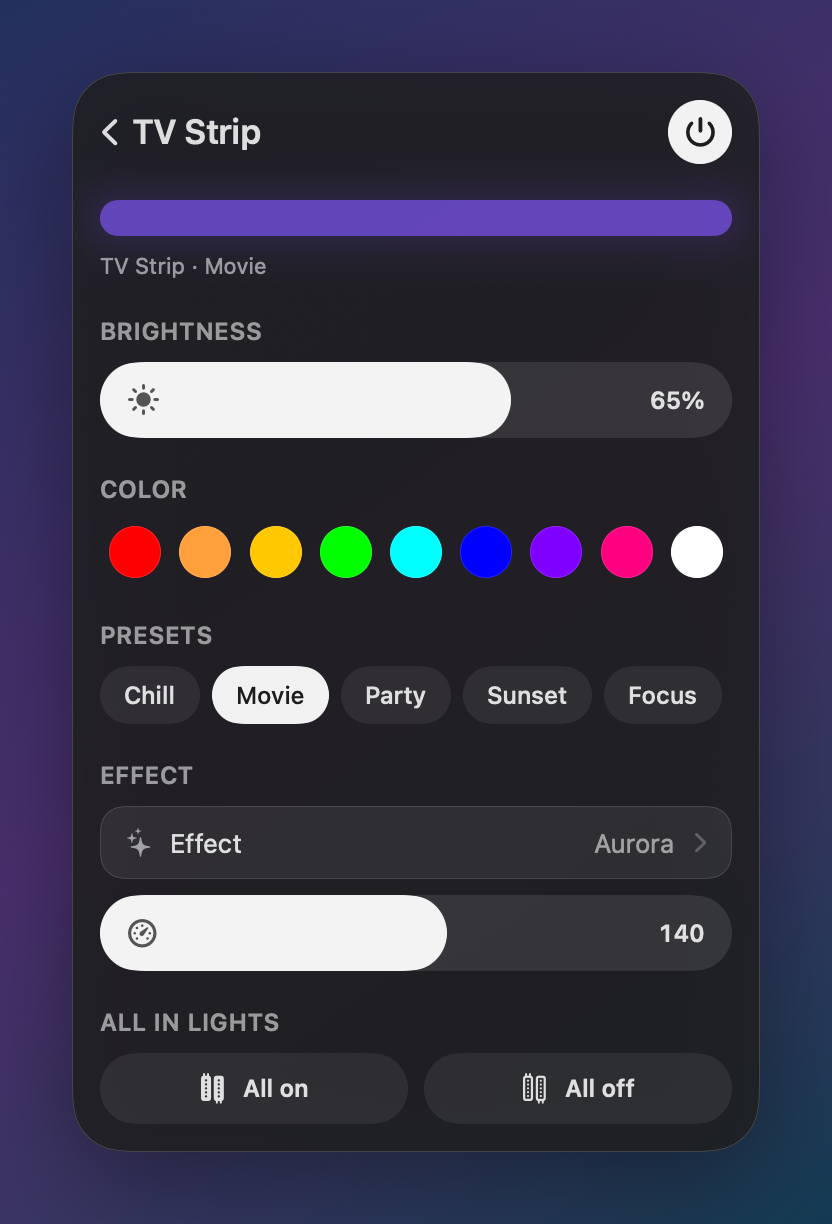 TV Strip
TV Strip · Movie
BRIGHTNESS
65%
COLOR
PRESETS
Chill Movie Party Sunset Focus
EFFECT
Effect Aurora
140
ALL IN LIGHTS
All on All off